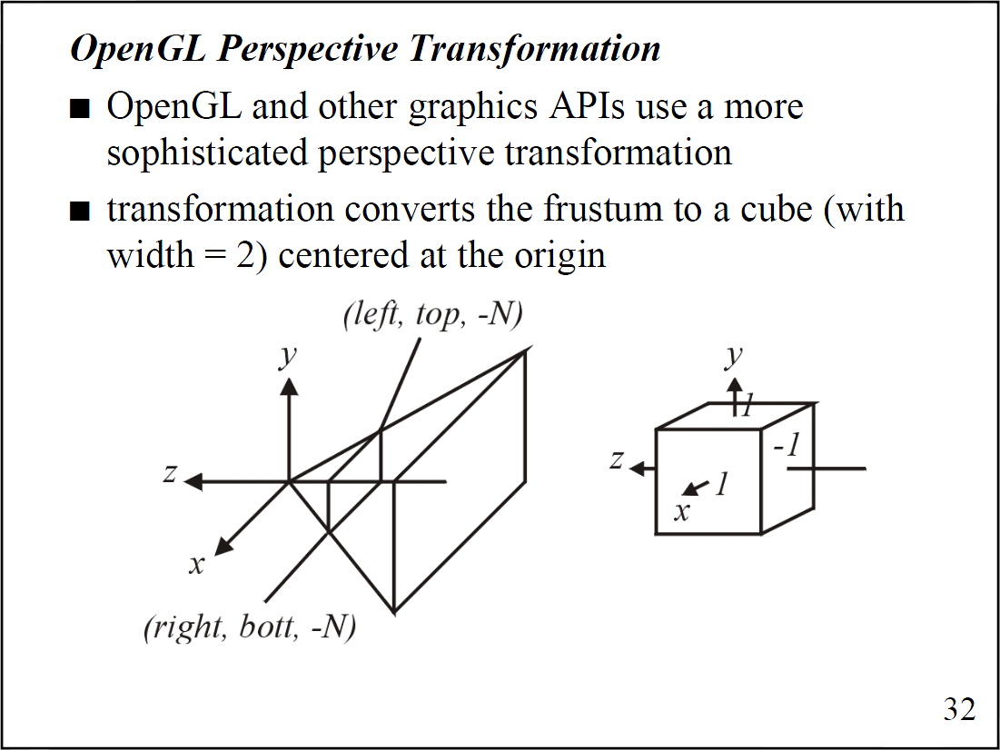 OpenGL Perspective Transformation
■ OpenGL and other graphics APIs use a more
sophisticated perspective transformation
■ transformation converts the frustum to a cube (with
width = 2) centered at the origin
(left, top, -N)
y
z
x
(right, bott, -N)
y
1
-1
z
1
x
32